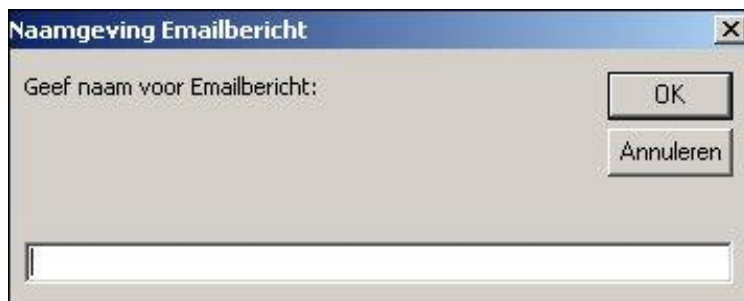 Naamgeving Emailbericht
Geef naam voor Emailbericht:
OK
Annuleren